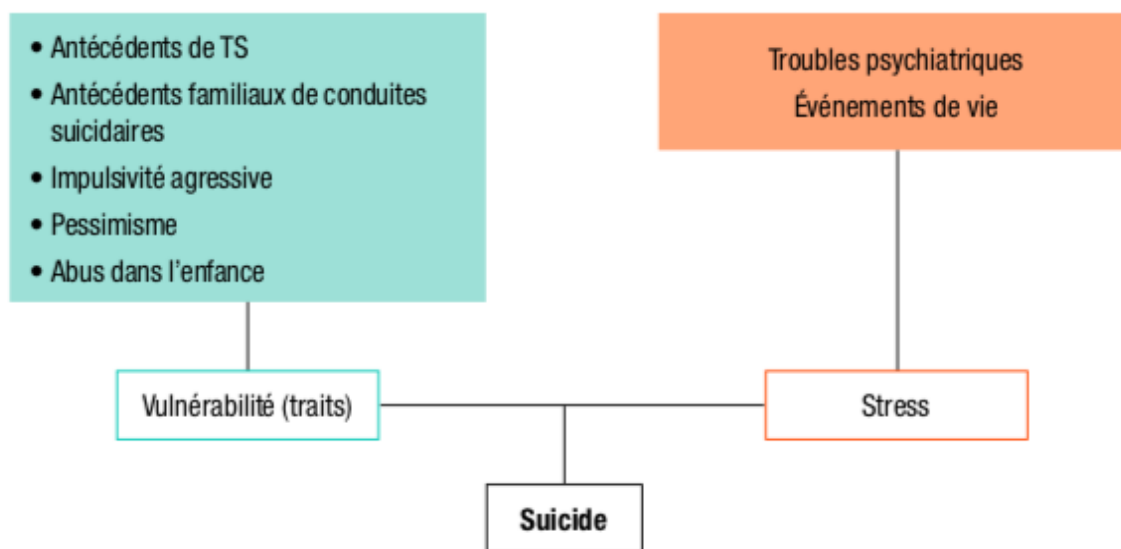 • Antécédents de TS
• Antécédents familiaux de conduites
suicidaires
• Impulsivité agressive
• Pessimisme
• Abus dans l'enfance
Troubles psychiatriques
Événements de vie
Vulnérabilité (traits)
Stress
Suicide